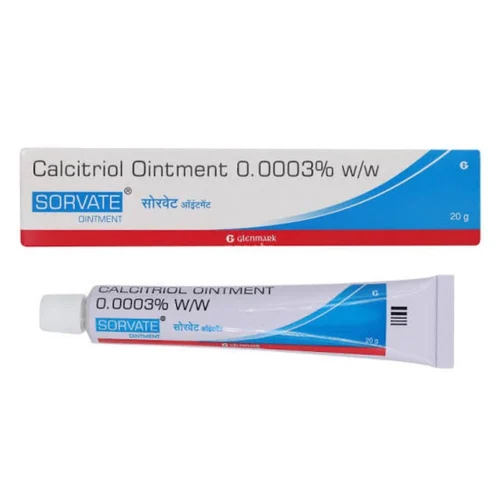 Calcitriol Ointment 0.0003% w/w
SORVATE® सोरवेट ऑइंटमेंट
OINTMENT
20 g
G Glenmark
CALCITRIOL OINTMENT
0.0003% W/W
SORVATE® सोरवेट ऑइंटमेंट
OINTMENT
20 g
Glenmark